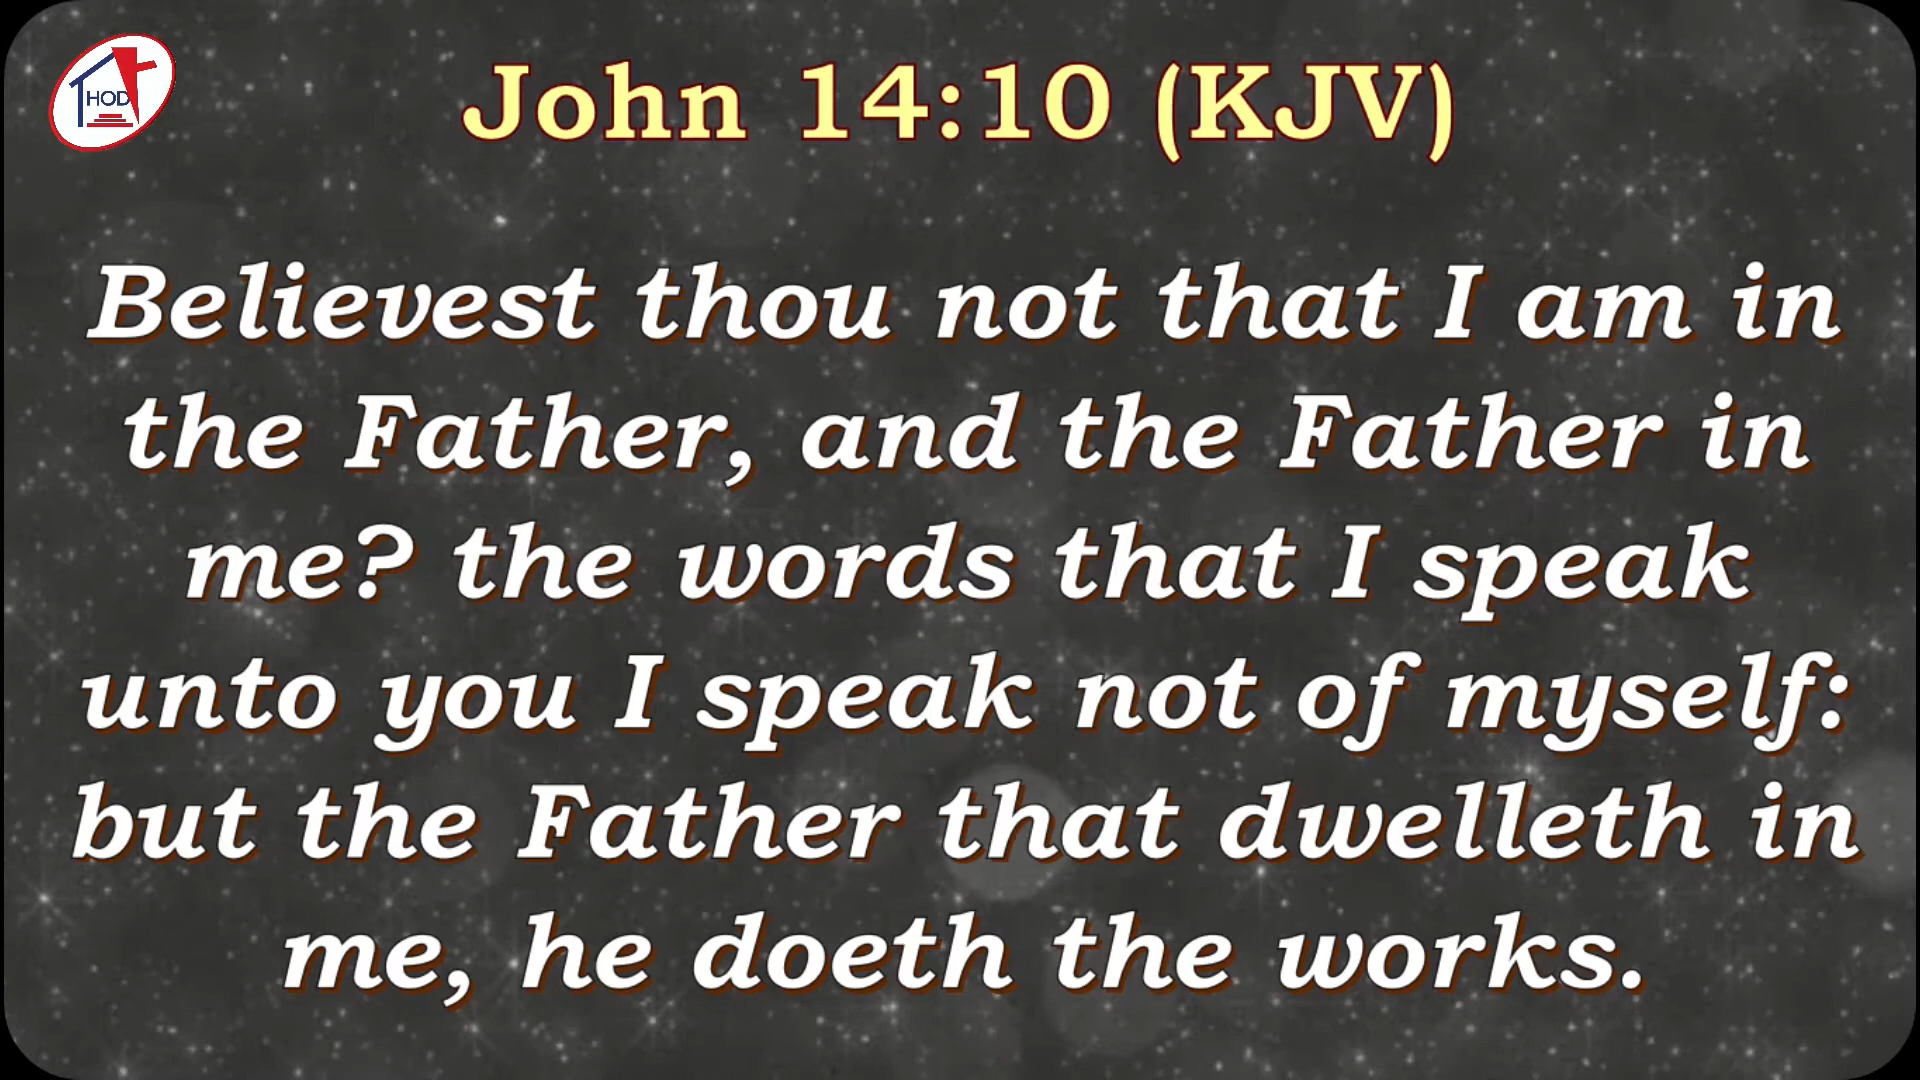 HOD
John 14:10 (KJV)
Believest thou not that I am in
the Father, and the Father in
me? the words that I speak
unto you I speak not of myself:
but the Father that dwelleth in
me, he doeth the works.